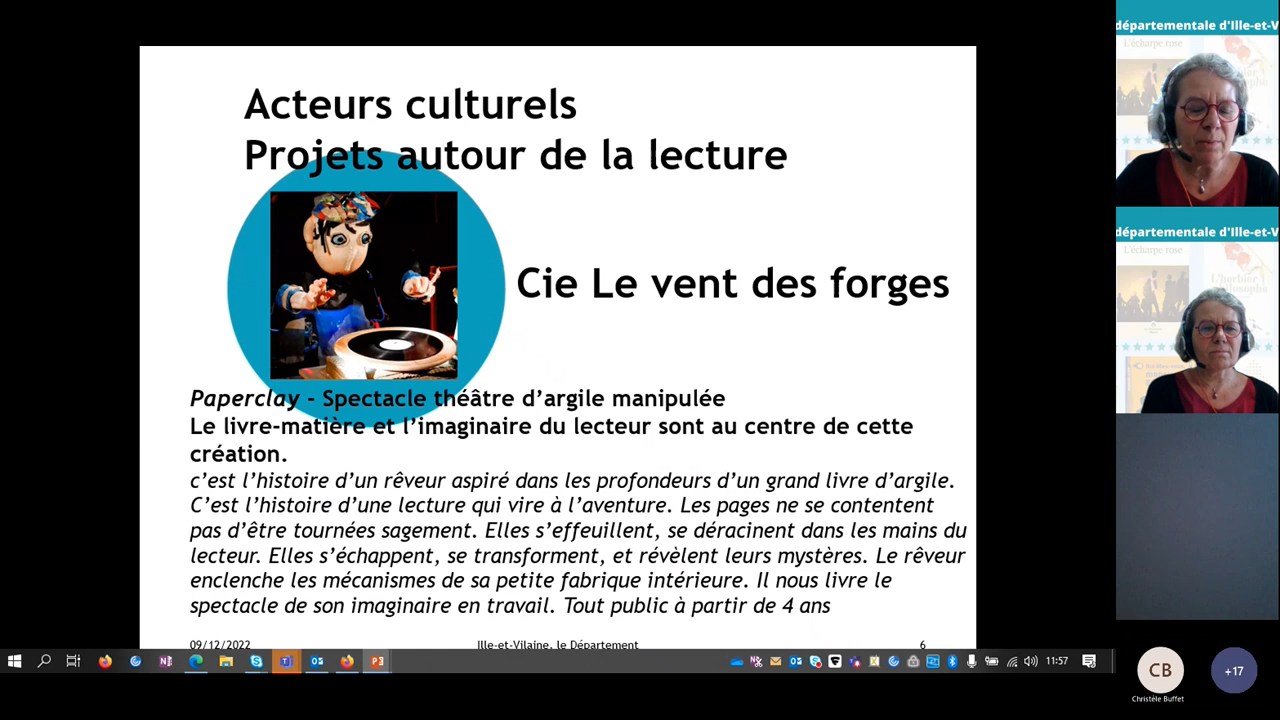 Acteurs culturels
Projets autour de la lecture
Cie Le vent des forges
Paperclay - Spectacle théâtre d’argile manipulée
Le livre-matière et l’imaginaire du lecteur sont au centre de cette
création.
c’est l’histoire d’un rêveur aspiré dans les profondeurs d’un grand livre d’argile.
C’est l’histoire d’une lecture qui vire à l’aventure. Les pages ne se contentent
pas d’être tournées sagement. Elles s’effeuillent, se déracinent dans les mains du
lecteur. Elles s’échappent, se transforment, et révèlent leurs mystères. Le rêveur
enclenche les mécanismes de sa petite fabrique intérieure. Il nous livre le
spectacle de son imaginaire en travail. Tout public à partir de 4 ans
09/12/2022
Ille-et-Vilaine, le Département
6
11:57
départementale d'Ille-et-V
L'écharpe rose
départementale d'Ille-et-V
L'écharpe rose
L'herbier
CB
Christèle Buffet
+17